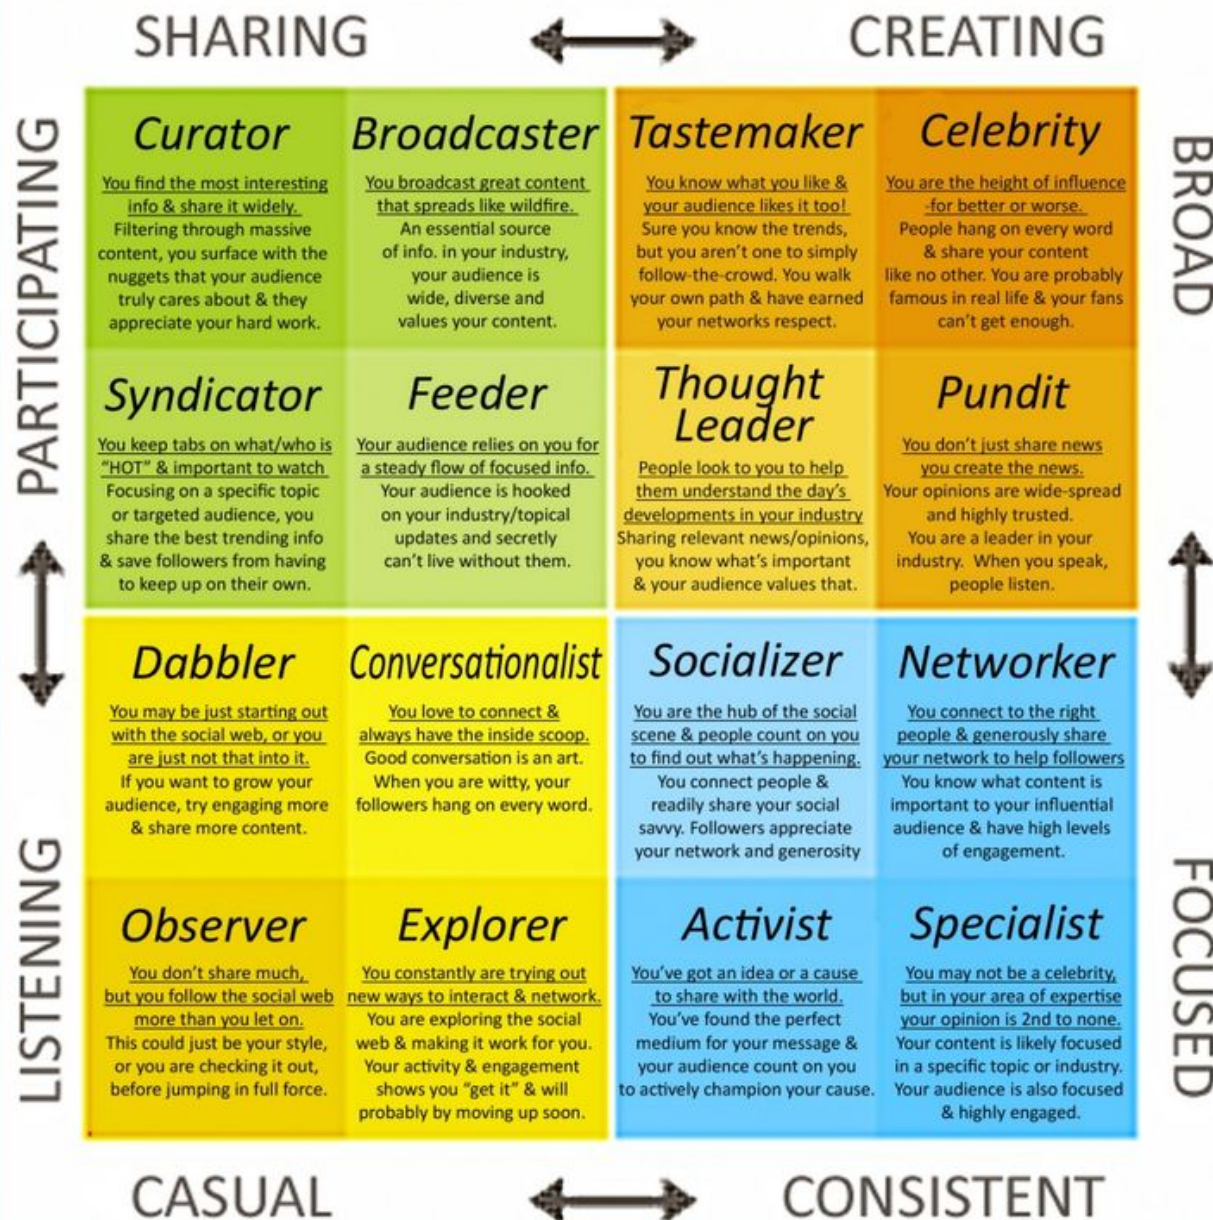 SHARING CREATING
PARTICIPATING
LISTENING
BROAD
FOCUSED
Curator
You find the most interesting
info & share it widely.
Filtering through massive
content, you surface with the
nuggets that your audience
truly cares about & they
appreciate your hard work.
Broadcaster
You broadcast great content
that spreads like wildfire.
An essential source
of info. in your industry,
your audience is
wide, diverse and
values your content.
Tastemaker
You know what you like &
your audience likes it too!
Sure you know the trends,
but you aren't one to simply
follow-the-crowd. You walk
your own path & have earned
your networks respect.
Celebrity
You are the height of influence
-for better or worse.
People hang on every word
& share your content
like no other. You are probably
famous in real life & your fans
can't get enough.
Syndicator
You keep tabs on what/who is
"HOT" & important to watch
Focusing on a specific topic
or targeted audience, you
share the best trending info
& save followers from having
to keep up on their own.
Feeder
Your audience relies on you for
a steady flow of focused info.
Your audience is hooked
on your industry/topical
updates and secretly
can't live without them.
Thought
Leader
People look to you to help
them understand the day's
developments in your industry
Sharing relevant news/opinions,
you know what's important
& your audience values that.
Pundit
You don't just share news
you create the news.
Your opinions are wide-spread
and highly trusted.
You are a leader in your
industry. When you speak,
people listen.
Dabbler
You may be just starting out
with the social web, or you
are just not that into it.
If you want to grow your
audience, try engaging more
& share more content.
Conversationalist
You love to connect &
always have the inside scoop.
Good conversation is an art.
When you are witty, your
followers hang on every word.
Socializer
You are the hub of the social
scene & people count on you
to find out what's happening.
You connect people &
readily share your social
savvy. Followers appreciate
your network and generosity
Networker
You connect to the right
people & generously share
your network to help followers
You know what content is
important to your influential
audience & have high levels
of engagement.
Observer
You don't share much,
but you follow the social web
more than you let on.
This could just be your style,
or you are checking it out,
before jumping in full force.
Explorer
You constantly are trying out
new ways to interact & network.
You are exploring the social
web & making it work for you.
Your activity & engagement
shows you "get it" & will
probably by moving up soon.
Activist
You've got an idea or a cause
to share with the world.
You've found the perfect
medium for your message &
your audience count on you
to actively champion your cause.
Specialist
You may not be a celebrity,
but in your area of expertise
your opinion is 2nd to none.
Your content is likely focused
in a specific topic or industry.
Your audience is also focused
& highly engaged.
CASUAL CONSISTENT